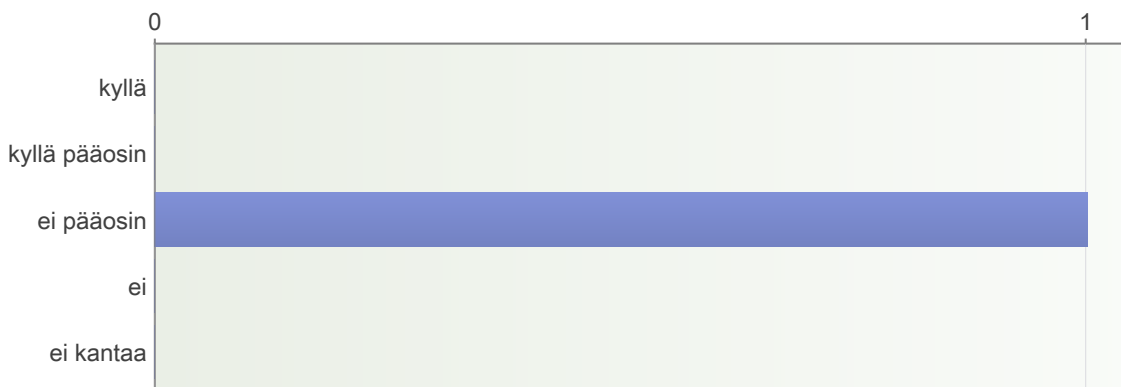 0 1
kyllä
kyllä pääosin
ei pääosin
ei
ei kantaa